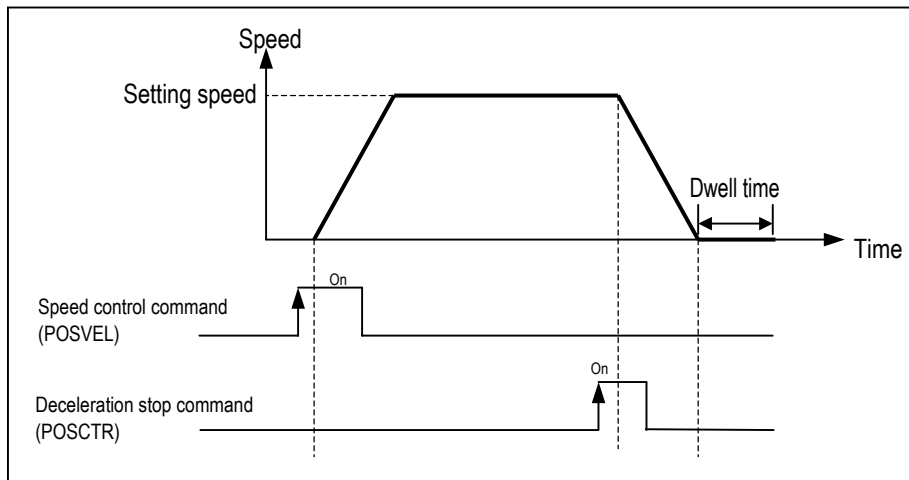 Speed
Setting speed
Dwell time
Time
On
Speed control command
(POSVEL)
On
Deceleration stop command
(POSCTR)